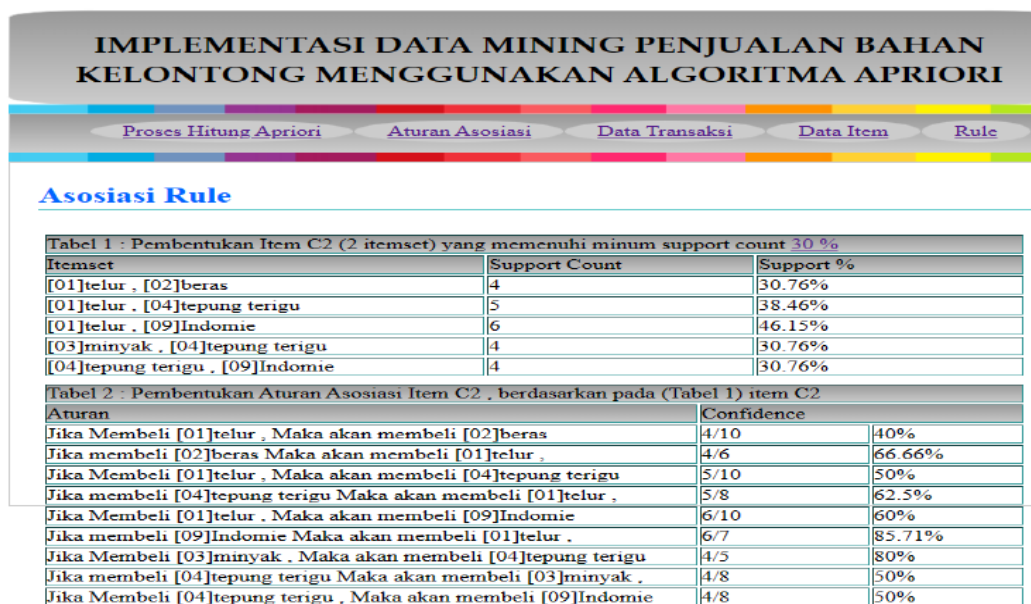 IMPLEMENTASI DATA MINING PENJUALAN BAHAN
KELONTONG MENGGUNAKAN ALGORITMA APRIORI
Proses Hitung Apriori Aturan Asosiasi Data Transaksi Data Item Rule
Asosiasi Rule
Tabel 1 : Pembentukan Item C2 (2 itemset) yang memenuhi minum support count 30 %
Itemset Support Count Support %
[01]telur , [02]beras 4 30.76%
[01]telur , [04]tepung terigu 5 38.46%
[01]telur , [09]Indomie 6 46.15%
[03]minyak , [04]tepung terigu 4 30.76%
[04]tepung terigu , [09]Indomie 4 30.76%
Tabel 2 : Pembentukan Aturan Asosiasi Item C2 , berdasarkan pada (Tabel 1) item C2
Aturan Confidence
Jika Membeli [01]telur , Maka akan membeli [02]beras 4/10 40%
Jika membeli [02]beras Maka akan membeli [01]telur , 4/6 66.66%
Jika Membeli [01]telur , Maka akan membeli [04]tepung terigu 5/10 50%
Jika membeli [04]tepung terigu Maka akan membeli [01]telur , 5/8 62.5%
Jika Membeli [01]telur , Maka akan membeli [09]Indomie 6/10 60%
Jika membeli [09]Indomie Maka akan membeli [01]telur , 6/7 85.71%
Jika Membeli [03]minyak , Maka akan membeli [04]tepung terigu 4/5 80%
Jika membeli [04]tepung terigu Maka akan membeli [03]minyak , 4/8 50%
Jika Membeli [04]tepung terigu , Maka akan membeli [09]Indomie 4/8 50%